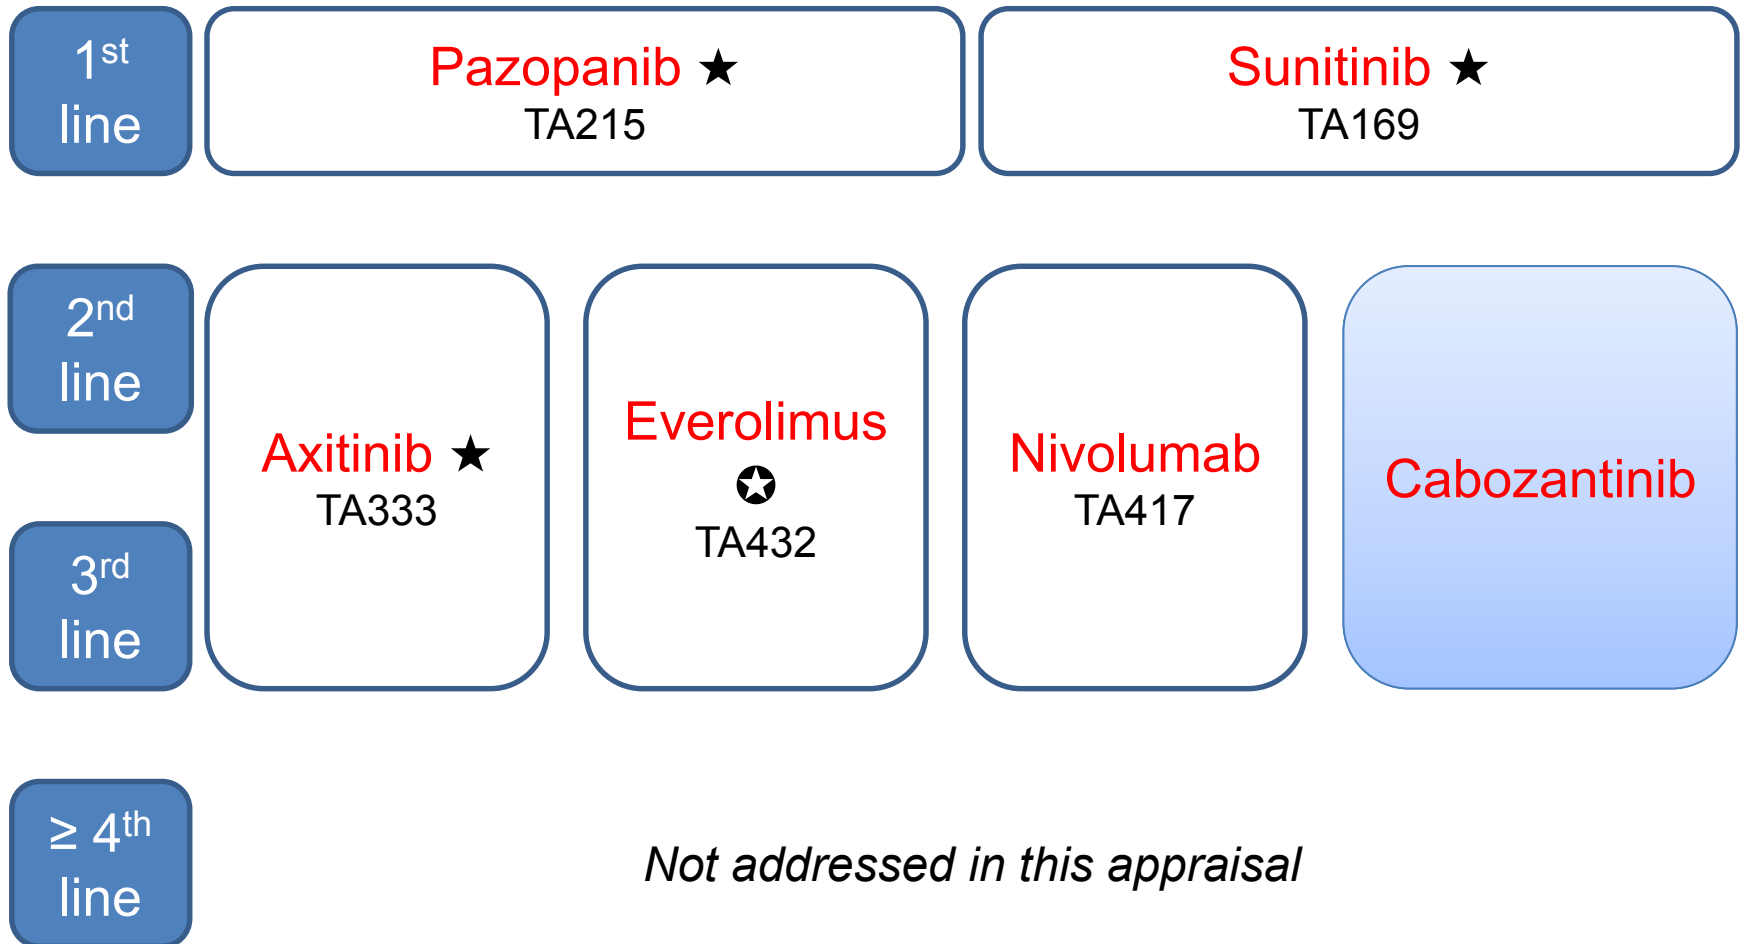 1st
line
Pazopanib ★
TA215
Sunitinib ★
TA169
2nd
line
3rd
line
Axitinib ★
TA333
Everolimus
✪
TA432
Nivolumab
TA417
Cabozantinib
≥ 4th
line
Not addressed in this appraisal